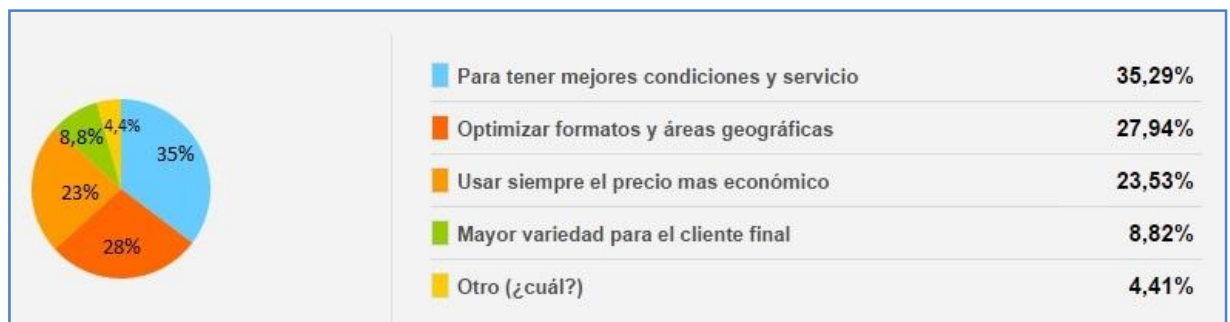 4,4%
8,8%
35%
23%
28%
Para tener mejores condiciones y servicio 35,29%
Optimizar formatos y áreas geográficas 27,94%
Usar siempre el precio mas económico 23,53%
Mayor variedad para el cliente final 8,82%
Otro (¿cuál?) 4,41%